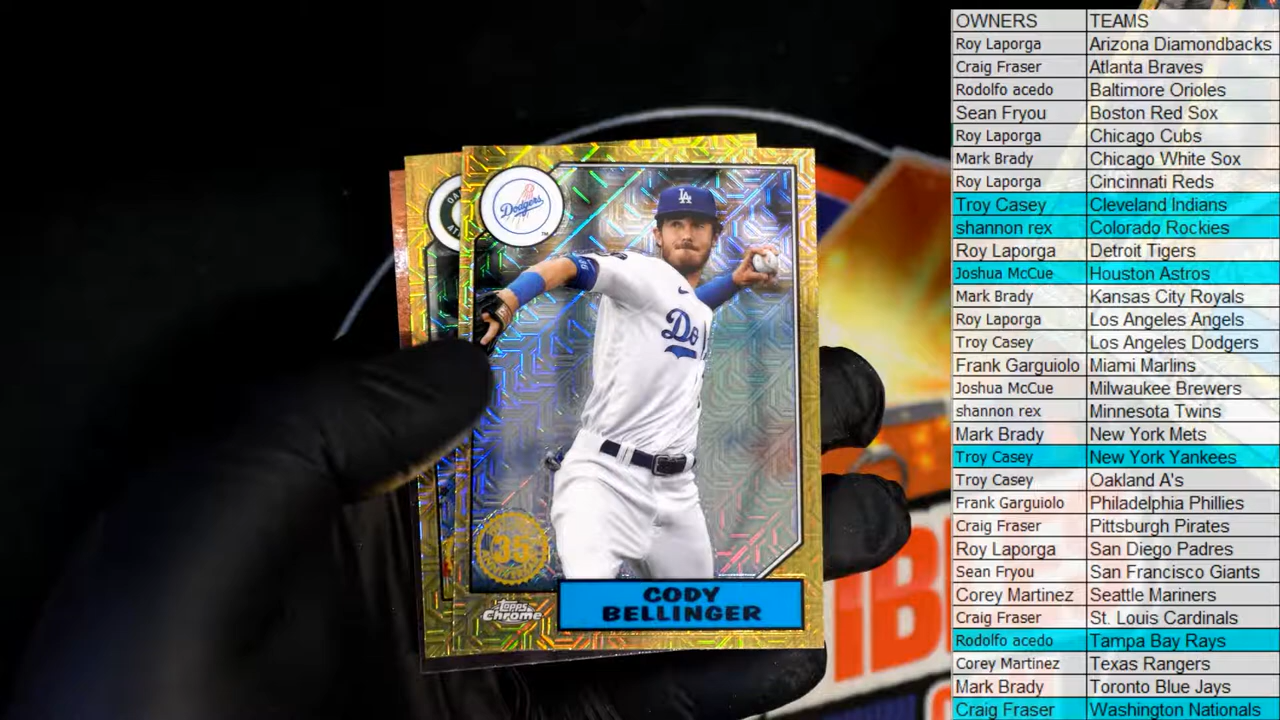 Dodgers
TM
LA
Do
35
ANNIVERSARY
TOPPS
Chrome
CODY
BELLINGER
OWNERS TEAMS
Roy Laporga Arizona Diamondbacks
Craig Fraser Atlanta Braves
Rodolfo acedo Baltimore Orioles
Sean Fryou Boston Red Sox
Roy Laporga Chicago Cubs
Mark Brady Chicago White Sox
Roy Laporga Cincinnati Reds
Troy Casey Cleveland Indians
shannon rex Colorado Rockies
Roy Laporga Detroit Tigers
Joshua McCue Houston Astros
Mark Brady Kansas City Royals
Roy Laporga Los Angeles Angels
Troy Casey Los Angeles Dodgers
Frank Garguiolo Miami Marlins
Joshua McCue Milwaukee Brewers
shannon rex Minnesota Twins
Mark Brady New York Mets
Troy Casey New York Yankees
Troy Casey Oakland A's
Frank Garguiolo Philadelphia Phillies
Craig Fraser Pittsburgh Pirates
Roy Laporga San Diego Padres
Sean Fryou San Francisco Giants
Corey Martinez Seattle Mariners
Craig Fraser St. Louis Cardinals
Rodolfo acedo Tampa Bay Rays
Corey Martinez Texas Rangers
Mark Brady Toronto Blue Jays
Craig Fraser Washington Nationals